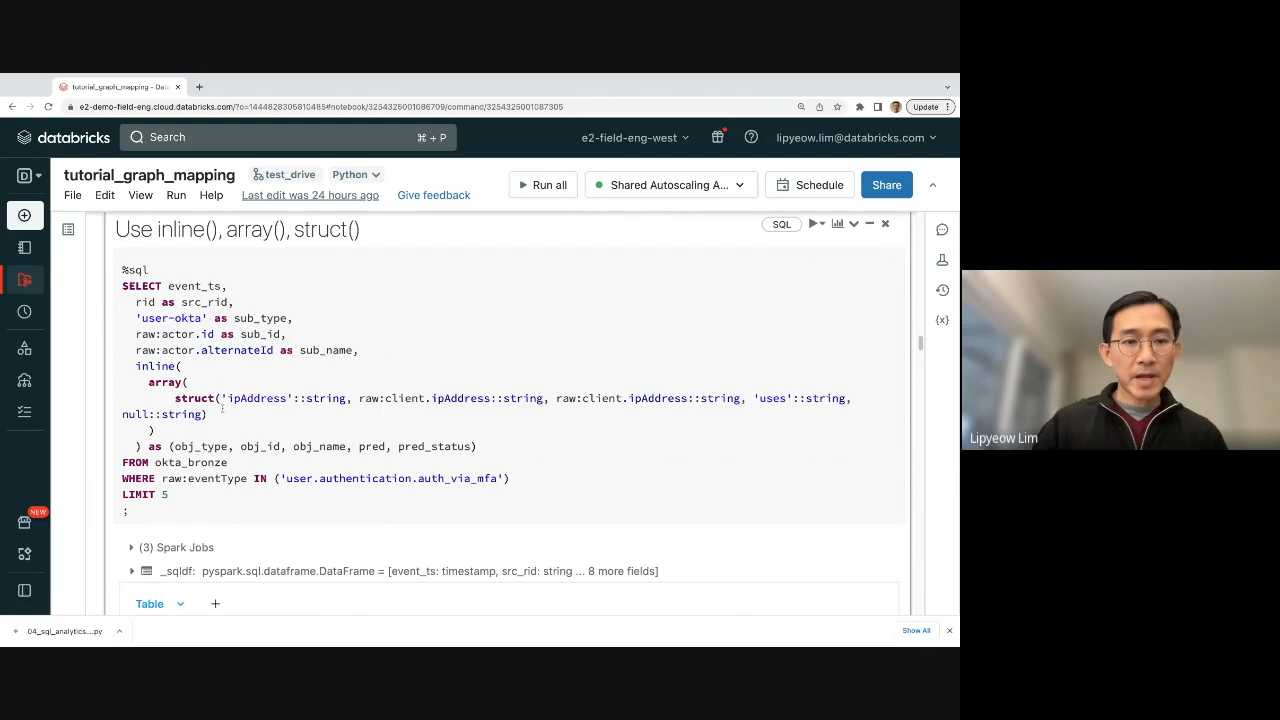 tutorial_graph_mapping - Data
e2-demo-field-eng.cloud.databricks.com/?o=1444828305810485#notebook/3254325001086709/command/3254325001087305
Update
databricks
Search
⌘ + P
e2-field-eng-west
lipyeow.lim@databricks.com
D
tutorial_graph_mapping
test_drive
Python
File Edit View Run Help Last edit was 24 hours ago Give feedback
Run all
Shared Autoscaling A...
Schedule
Share
Use inline(), array(), struct()
SQL
%sql
SELECT event_ts,
rid as src_rid,
'user-okta' as sub_type,
raw:actor.id as sub_id,
raw:actor.alternateId as sub_name,
inline(
array(
struct('ipAddress'::string, raw:client.ipAddress::string, raw:client.ipAddress::string, 'uses'::string,
null::string)
)
) as (obj_type, obj_id, obj_name, pred, pred_status)
FROM okta_bronze
WHERE raw:eventType IN ('user.authentication.auth_via_mfa')
LIMIT 5
;
(3) Spark Jobs
_sqldf: pyspark.sql.dataframe.DataFrame = [event_ts: timestamp, src_rid: string ... 8 more fields]
Table
+
NEW
{x}
04_sql_analytics....py
Show All
Lipyeow Lim